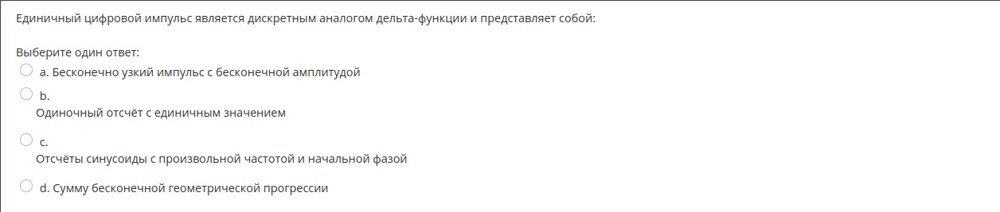 Единичный цифровой импульс является дискретным аналогом дельта-функции и представляет собой:
Выберите один ответ:
a. Бесконечно узкий импульс с бесконечной амплитудой
b.
Одиночный отсчёт с единичным значением
c.
Отсчёты синусоиды с произвольной частотой и начальной фазой
d. Сумму бесконечной геометрической прогрессии